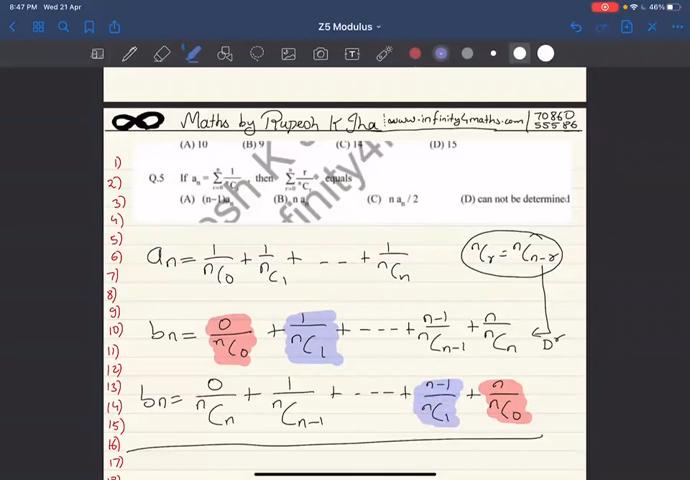 8:47 PM Wed 21 Apr
46%
Z5 Modulus
Maths by Rupesh K Jha | www.infinity4maths.com | 70860 55586
(A) 10 (B) 9 (C) 14 (D) 15
Q.5 If aₙ = Σ 1/ⁿCᵣ, then Σ r/ⁿCᵣ equals
(A) (n–1)aₙ (B) n aₙ (C) n aₙ / 2 (D) can not be determined
1)
2)
3)
4)
5)
6)
7)
8)
9)
10)
11)
12)
13)
14)
15)
16)
17)
aₙ = 1/ⁿC₀ + 1/ⁿC₁ + - - - + 1/ⁿCₙ
ⁿCᵣ = ⁿCₙ₋ᵣ
bₙ = 0/ⁿC₀ + 1/ⁿC₁ + - - - - + n-1/ⁿCₙ₋₁ + n/ⁿCₙ
Dʳ
bₙ = 0/ⁿCₙ + 1/ⁿCₙ₋₁ + - - - - + n-1/ⁿC₁ + n/ⁿC₀